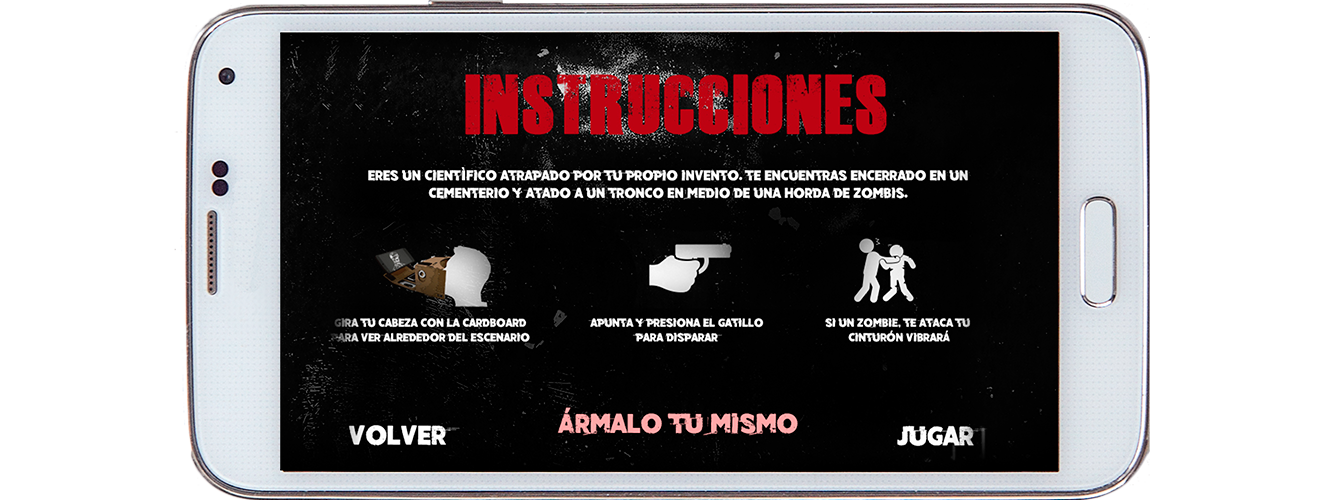 INSTRUCCIONES
ERES UN CIENTÌFICO ATRAPADO POR TU PROPIO INVENTO. TE ENCUENTRAS ENCERRADO EN UN
CEMENTERIO Y ATADO A UN TRONCO EN MEDIO DE UNA HORDA DE ZOMBIS.
GIRA TU CABEZA CON LA CARDBOARD
PARA VER ALREDEDOR DEL ESCENARIO
APUNTA Y PRESIONA EL GATILLO
PARA DISPARAR
SI UN ZOMBIE, TE ATACA TU
CINTURÓN VIBRARÁ
VOLVER
ÁRMALO TU MISMO
JUGAR